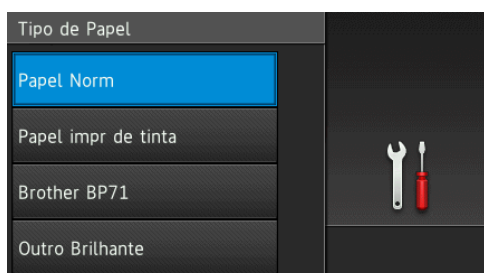 Tipo de Papel
Papel Norm
Papel impr de tinta
Brother BP71
Outro Brilhante